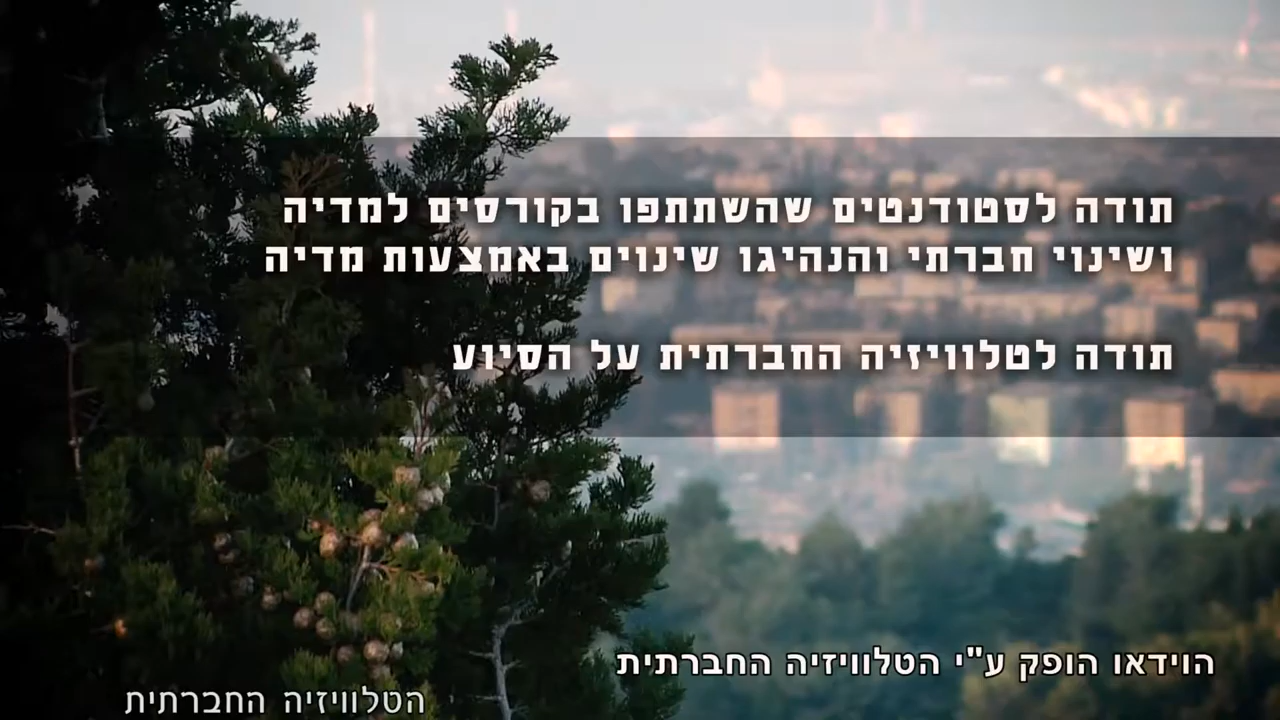 תודה לסטודנטים שהשתתפו בקורסים למדיה
ושינוי חברתי והנהיגו שינוים באמצעות מדיה
תודה לטלוויזיה החברתית על הסיוע
הוידאו הופק ע"י הטלוויזיה החברתית
הטלוויזיה החברתית